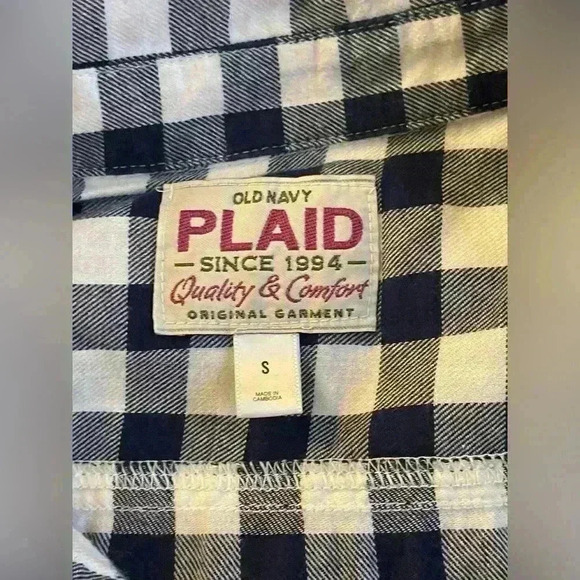 OLD NAVY
PLAID
SINCE 1994
Quality & Comfort
ORIGINAL GARMENT
S
MADE IN
CAMBODIA